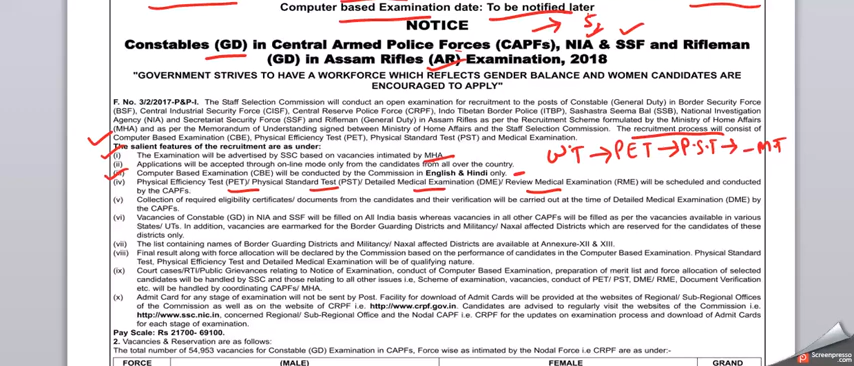 Computer based Examination date: To be notified later
NOTICE
Constables (GD) in Central Armed Police Forces (CAPFs), NIA & SSF and Rifleman
(GD) in Assam Rifles (AR) Examination, 2018
"GOVERNMENT STRIVES TO HAVE A WORKFORCE WHICH REFLECTS GENDER BALANCE AND WOMEN CANDIDATES ARE
ENCOURAGED TO APPLY"
F. No. 3/2/2017-P&P-I. The Staff Selection Commission will conduct an open examination for recruitment to the posts of Constable (General Duty) in Border Security Force
(BSF), Central Industrial Security Force (CISF), Central Reserve Police Force (CRPF), Indo Tibetan Border Police (ITBP), Sashastra Seema Bal (SSB), National Investigation
Agency (NIA) and Secretariat Security Force (SSF) and Rifleman (General Duty) in Assam Rifles as per the Recruitment Scheme formulated by the Ministry of Home Affairs
(MHA) and as per the Memorandum of Understanding signed between Ministry of Home Affairs and the Staff Selection Commission. The recruitment process will consist of
Computer Based Examination (CBE), Physical Efficiency Test (PET), Physical Standard Test (PST) and Medical Examination.
The salient features of the recruitment are as under:
(i) The Examination will be advertised by SSC based on vacancies intimated by MHA.
W.T → PET → P.S.T → M.T
(ii) Applications will be accepted through on-line mode only from the candidates from all over the country.
(iii) Computer Based Examination (CBE) will be conducted by the Commission in English & Hindi only.
(iv) Physical Efficiency Test (PET)/ Physical Standard Test (PST)/ Detailed Medical Examination (DME)/ Review Medical Examination (RME) will be scheduled and conducted
by the CAPFs.
(v) Collection of required eligibility certificates/ documents from the candidates and their verification will be carried out at the time of Detailed Medical Examination (DME) by
the CAPFs.
(vi) Vacancies of Constable (GD) in NIA and SSF will be filled on All India basis whereas vacancies in all other CAPFs will be filled as per the vacancies available in various
States/ UTs. In addition, vacancies are earmarked for the Border Guarding Districts and Militancy/ Naxal affected Districts which are reserved for the candidates of these
districts only.
(vii) The list containing names of Border Guarding Districts and Militancy/ Naxal affected Districts are available at Annexure-XII & XIII.
(viii) Final result along with force allocation will be declared by the Commission based on the performance of candidates in the Computer Based Examination. Physical Standard
Test, Physical Efficiency Test and Detailed Medical Examination will be of qualifying nature.
(ix) Court cases/RTI/Public Grievances relating to Notice of Examination, conduct of Computer Based Examination, preparation of merit list and force allocation of selected
candidates will be handled by SSC and those relating to all other issues i.e., Scheme of examination, vacancies, conduct of PET/ PST, DME/ RME, Document Verification
etc. will be handled by coordinating CAPFs/ MHA.
(x) Admit Card for any stage of examination will not be sent by Post. Facility for download of Admit Cards will be provided at the websites of Regional/ Sub-Regional Offices
of the Commission as well as on the website of CRPF i.e. http://www.crpf.gov.in. Candidates are advised to regularly visit the websites of the Commission i.e.
http://www.ssc.nic.in, concerned Regional/ Sub-Regional Office and the Nodal CAPF i.e. CRPF for the updates on examination process and download of Admit Cards
for each stage of examination.
Pay Scale: Rs 21700- 69100.
2. Vacancies & Reservation are as follows:
The total number of 54,953 vacancies for Constable (GD) Examination in CAPFs, Force wise as intimated by the Nodal Force i.e CRPF are as under:-
FORCE (MALE) FEMALE GRAND
Screenpresso.com